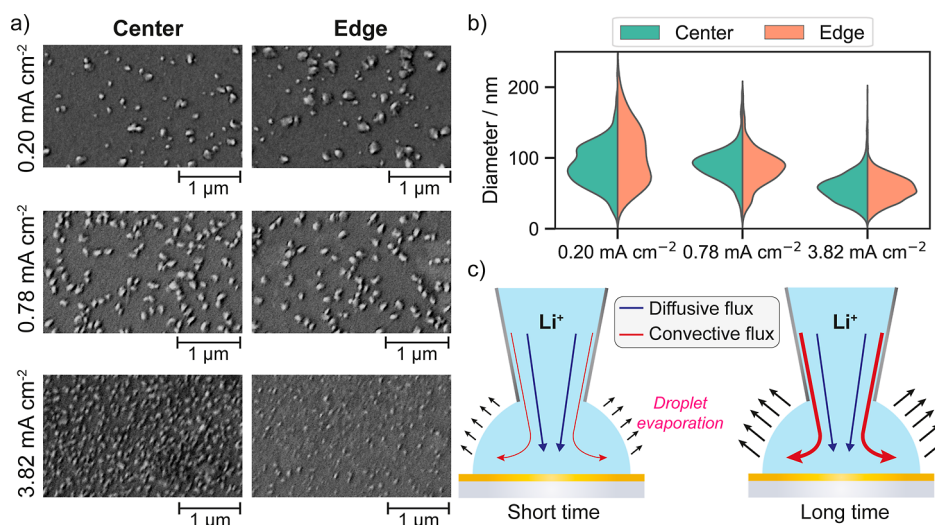 a)
Center
Edge
0.20 mA cm⁻²
1 µm
1 µm
0.78 mA cm⁻²
1 µm
1 µm
3.82 mA cm⁻²
1 µm
1 µm
b)
Center
Edge
Diameter / nm
200
100
0
0.20 mA cm⁻²
0.78 mA cm⁻²
3.82 mA cm⁻²
c)
Li⁺
Diffusive flux
Convective flux
Li⁺
Droplet
evaporation
Short time
Long time